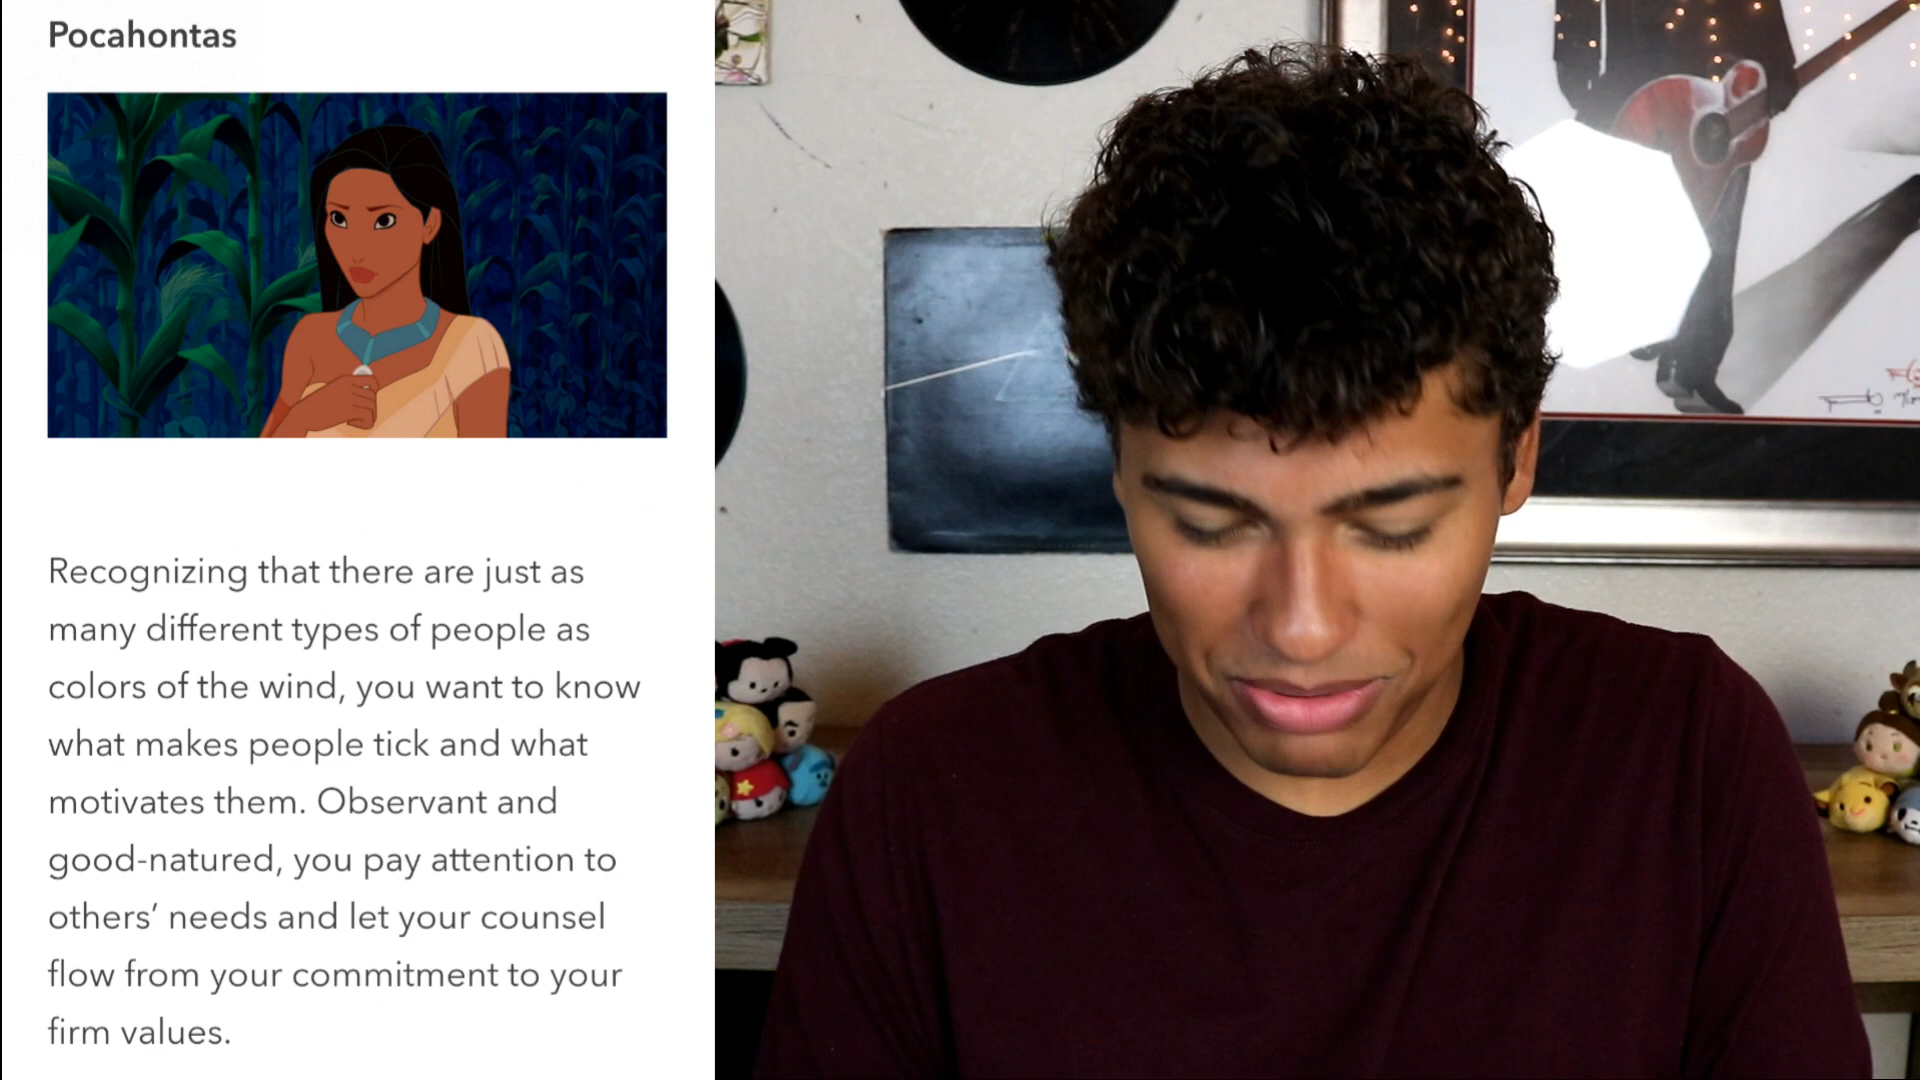 Pocahontas
Recognizing that there are just as
many different types of people as
colors of the wind, you want to know
what makes people tick and what
motivates them. Observant and
good-natured, you pay attention to
others’ needs and let your counsel
flow from your commitment to your
firm values.